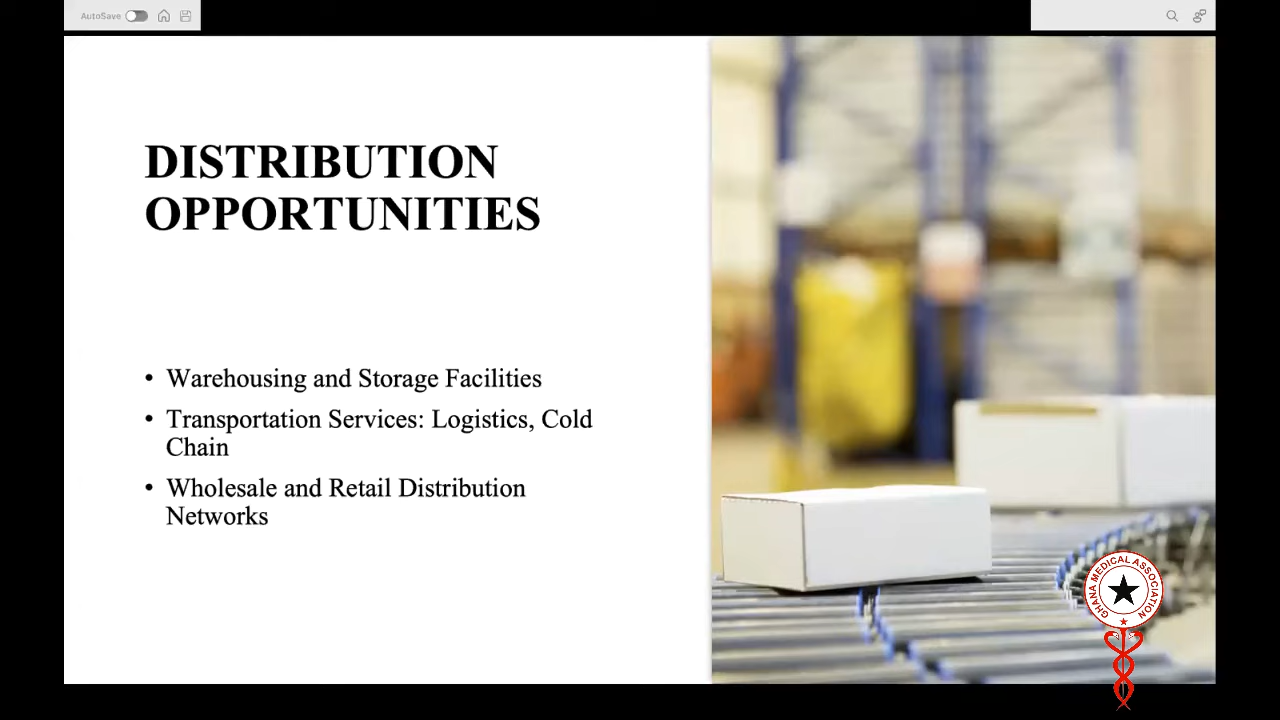 AutoSave
DISTRIBUTION
OPPORTUNITIES
• Warehousing and Storage Facilities
• Transportation Services: Logistics, Cold
Chain
• Wholesale and Retail Distribution
Networks
GHANA MEDICAL ASSOCIATION